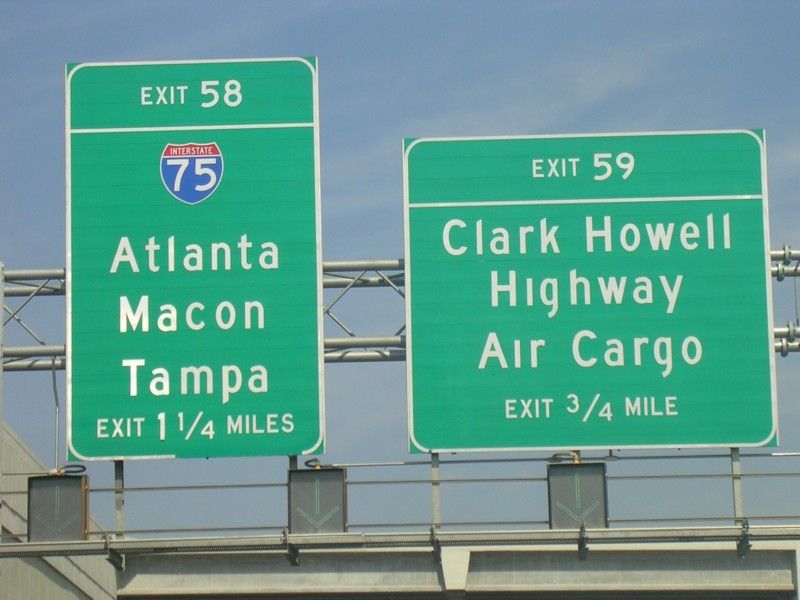 EXIT 58
INTERSTATE
75
Atlanta
Macon
Tampa
EXIT 1 1/4 MILES
EXIT 59
Clark Howell
Highway
Air Cargo
EXIT 3/4 MILE